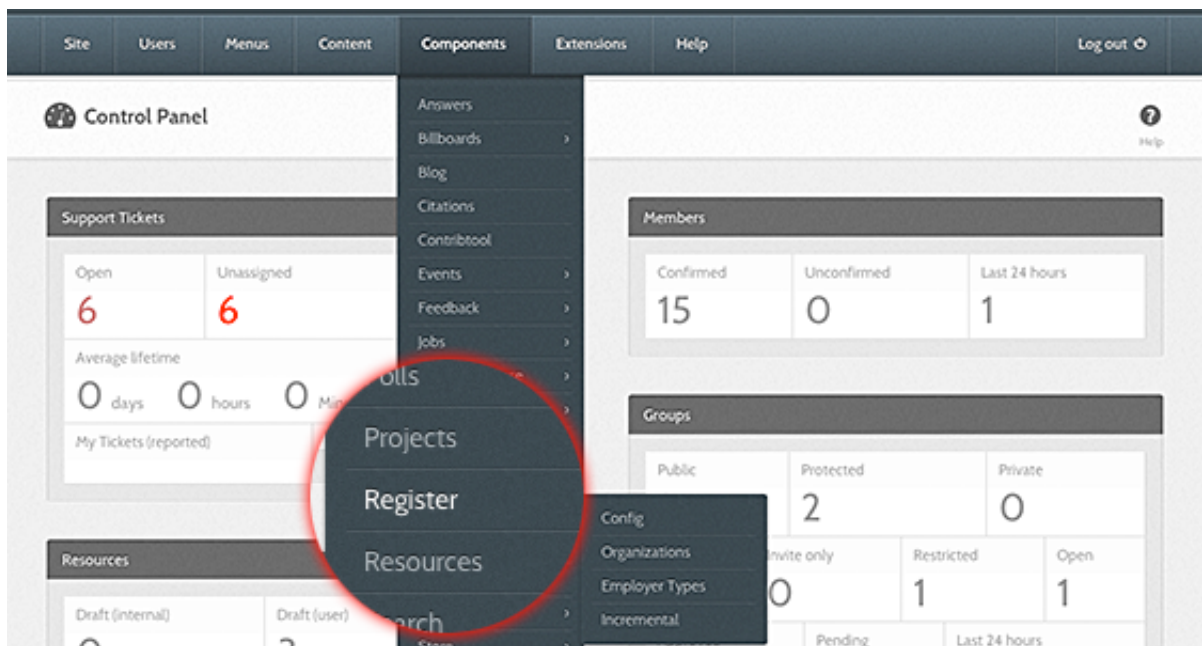 Site Users Menus Content Components Extensions Help Log out
Control Panel
Help
Answers
Billboards
Blog
Citations
Contribtool
Events
Feedback
Jobs
Projects
Register
Resources
Config
Organizations
Employer Types
Incremental
Support Tickets
Open Unassigned
6 6
Average lifetime
0 days 0 hours 0
My Tickets (reported)
Resources
Draft (internal) Draft (user)
Members
Confirmed Unconfirmed Last 24 hours
15 0 1
Groups
Public Protected Private
2 0
Invite only Restricted Open
0 1 1
Pending Last 24 hours